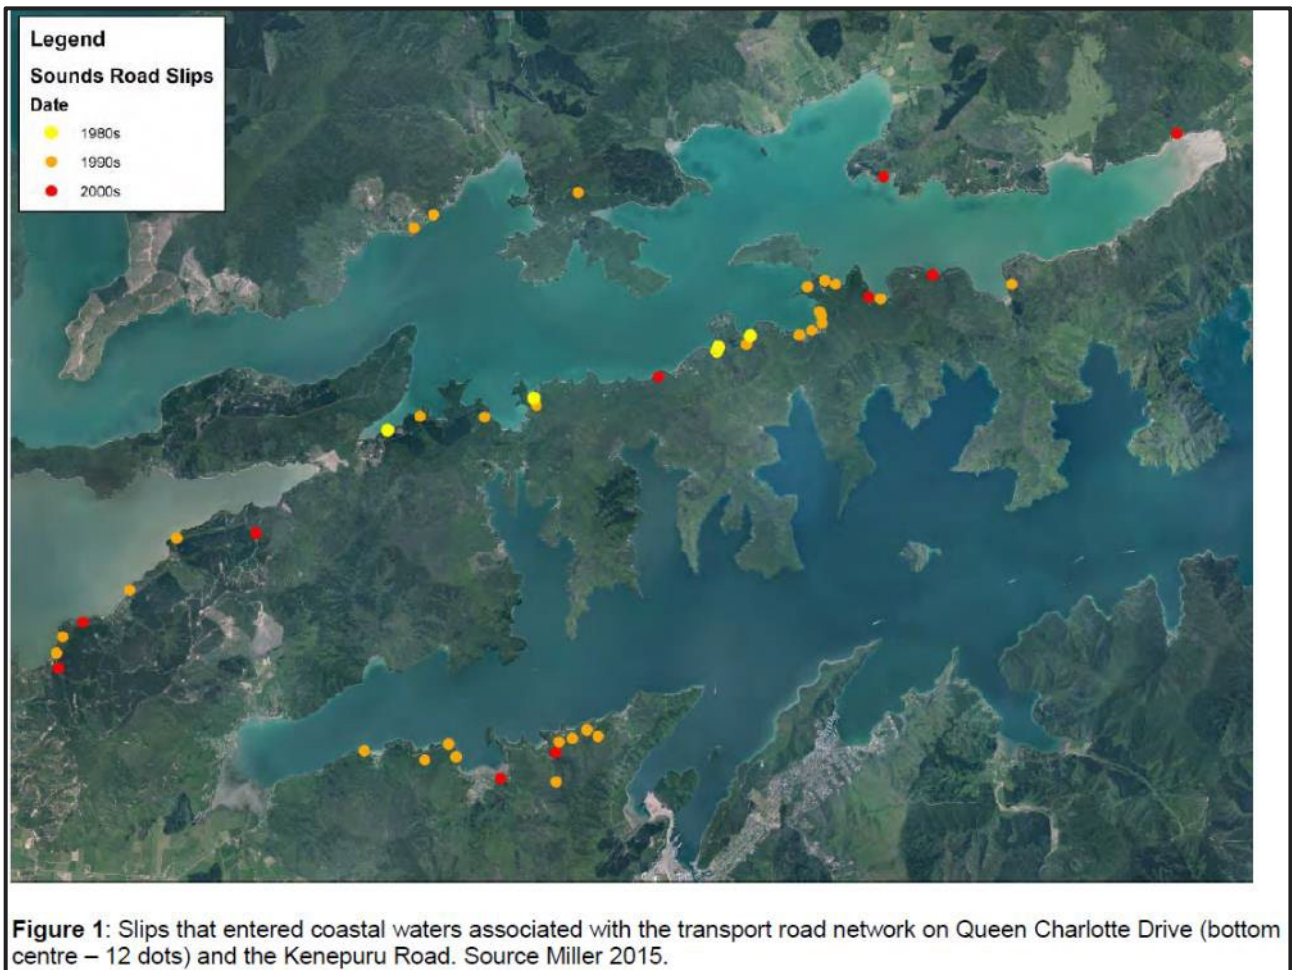 Legend
Sounds Road Slips
Date
1980s
1990s
2000s
Figure 1: Slips that entered coastal waters associated with the transport road network on Queen Charlotte Drive (bottom
centre – 12 dots) and the Kenepuru Road. Source Miller 2015.